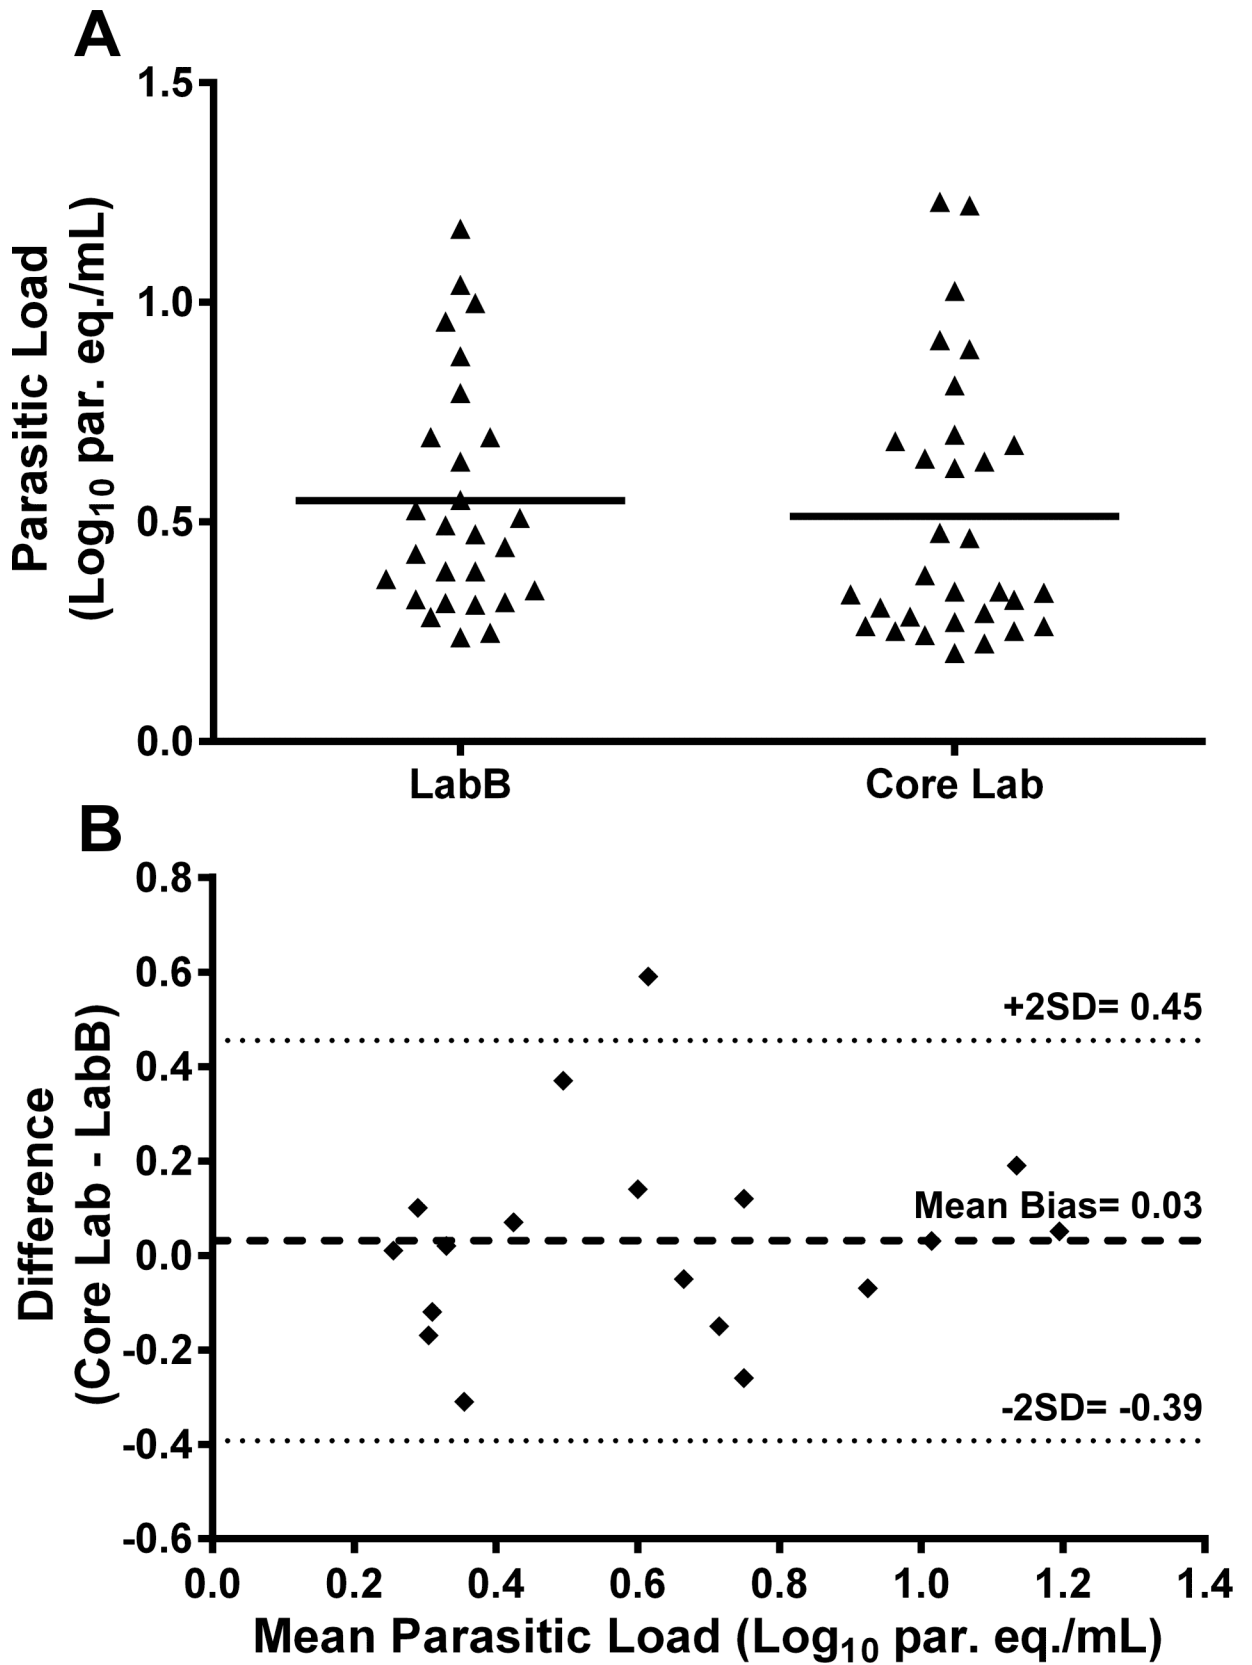 A
1.5
1.0
0.5
0.0
Parasitic Load
(Log10 par. eq./mL)
LabB
Core Lab
B
0.8
0.6
0.4
0.2
0.0
-0.2
-0.4
-0.6
Difference
(Core Lab - LabB)
+2SD= 0.45
Mean Bias= 0.03
-2SD= -0.39
0.0 0.2 0.4 0.6 0.8 1.0 1.2 1.4
Mean Parasitic Load (Log10 par. eq./mL)